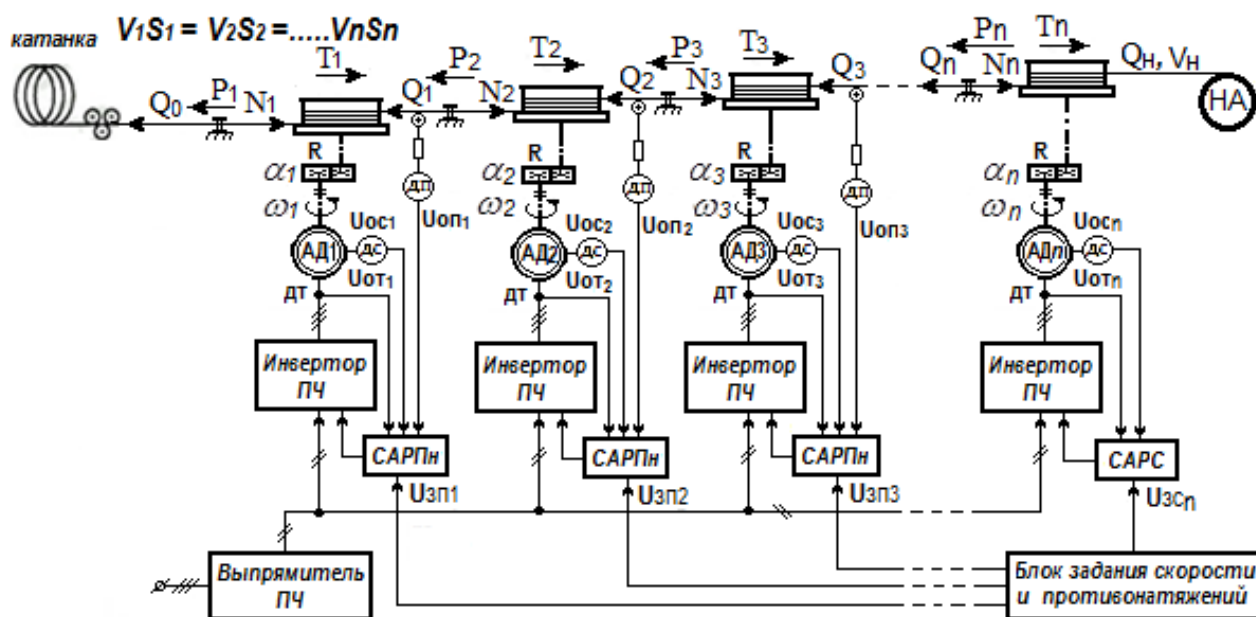 катанка V₁S₁ = V₂S₂ =.....VₙSₙ
T₁ P₂ T₂ P₃ T₃ Pₙ Tₙ
Q₀ P₁ N₁ Q₁ N₂ Q₂ N₃ Q₃ Qₙ Nₙ Qн, Vн
НА
α₁ R α₂ R α₃ R αₙ R
ДП ДП ДП
ω₁ ω₂ ω₃ ωₙ
Uос₁ Uоп₁ Uос₂ Uоп₂ Uос₃ Uоп₃ Uосₙ
АД1 ДС АД2 ДС АД3 ДС АДn ДС
Uот₁ Uот₂ Uот₃ Uотₙ
ДТ ДТ ДТ ДТ
Инвертор Инвертор Инвертор Инвертор
ПЧ ПЧ ПЧ ПЧ
САРПн САРПн САРПн САРС
Uзп1 Uзп2 Uзп3 Uзсₙ
Выпрямитель Блок задания скорости
ПЧ и противонатяжений